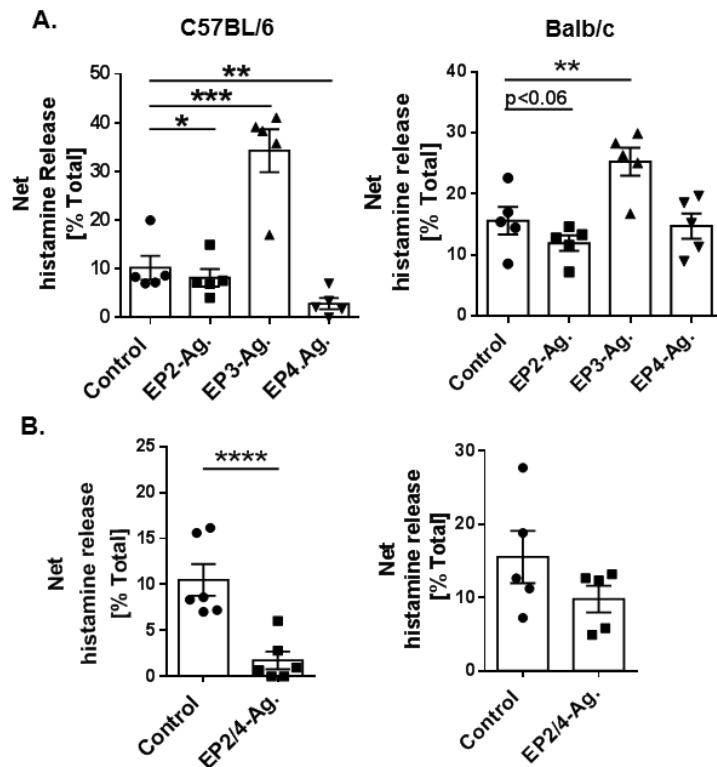 A.
C57BL/6
Balb/c
Net
histamine Release
[% Total]
50
40
30
20
10
0
**
***
*
Control
EP2-Ag.
EP3-Ag.
EP4.Ag.
Net
histamine release
[% Total]
40
30
20
10
0
**
p<0.06
Control
EP2-Ag.
EP3-Ag.
EP4-Ag.
B.
Net
histamine release
[% Total]
25
20
15
10
5
0
****
Control
EP2/4-Ag.
Net
histamine release
[% Total]
30
20
10
0
Control
EP2/4-Ag.